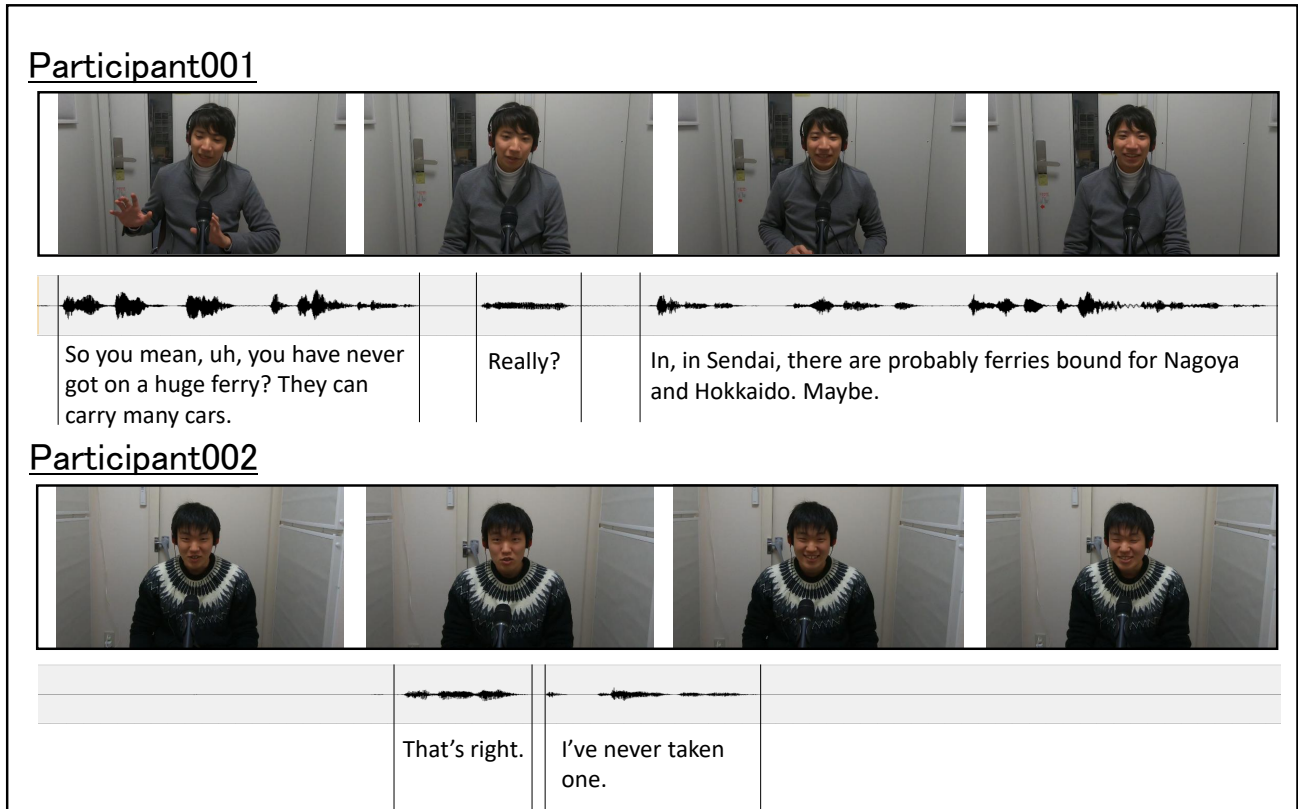 Participant001
So you mean, uh, you have never
got on a huge ferry? They can
carry many cars.
Really?
In, in Sendai, there are probably ferries bound for Nagoya
and Hokkaido. Maybe.
Participant002
That's right.
I've never taken
one.